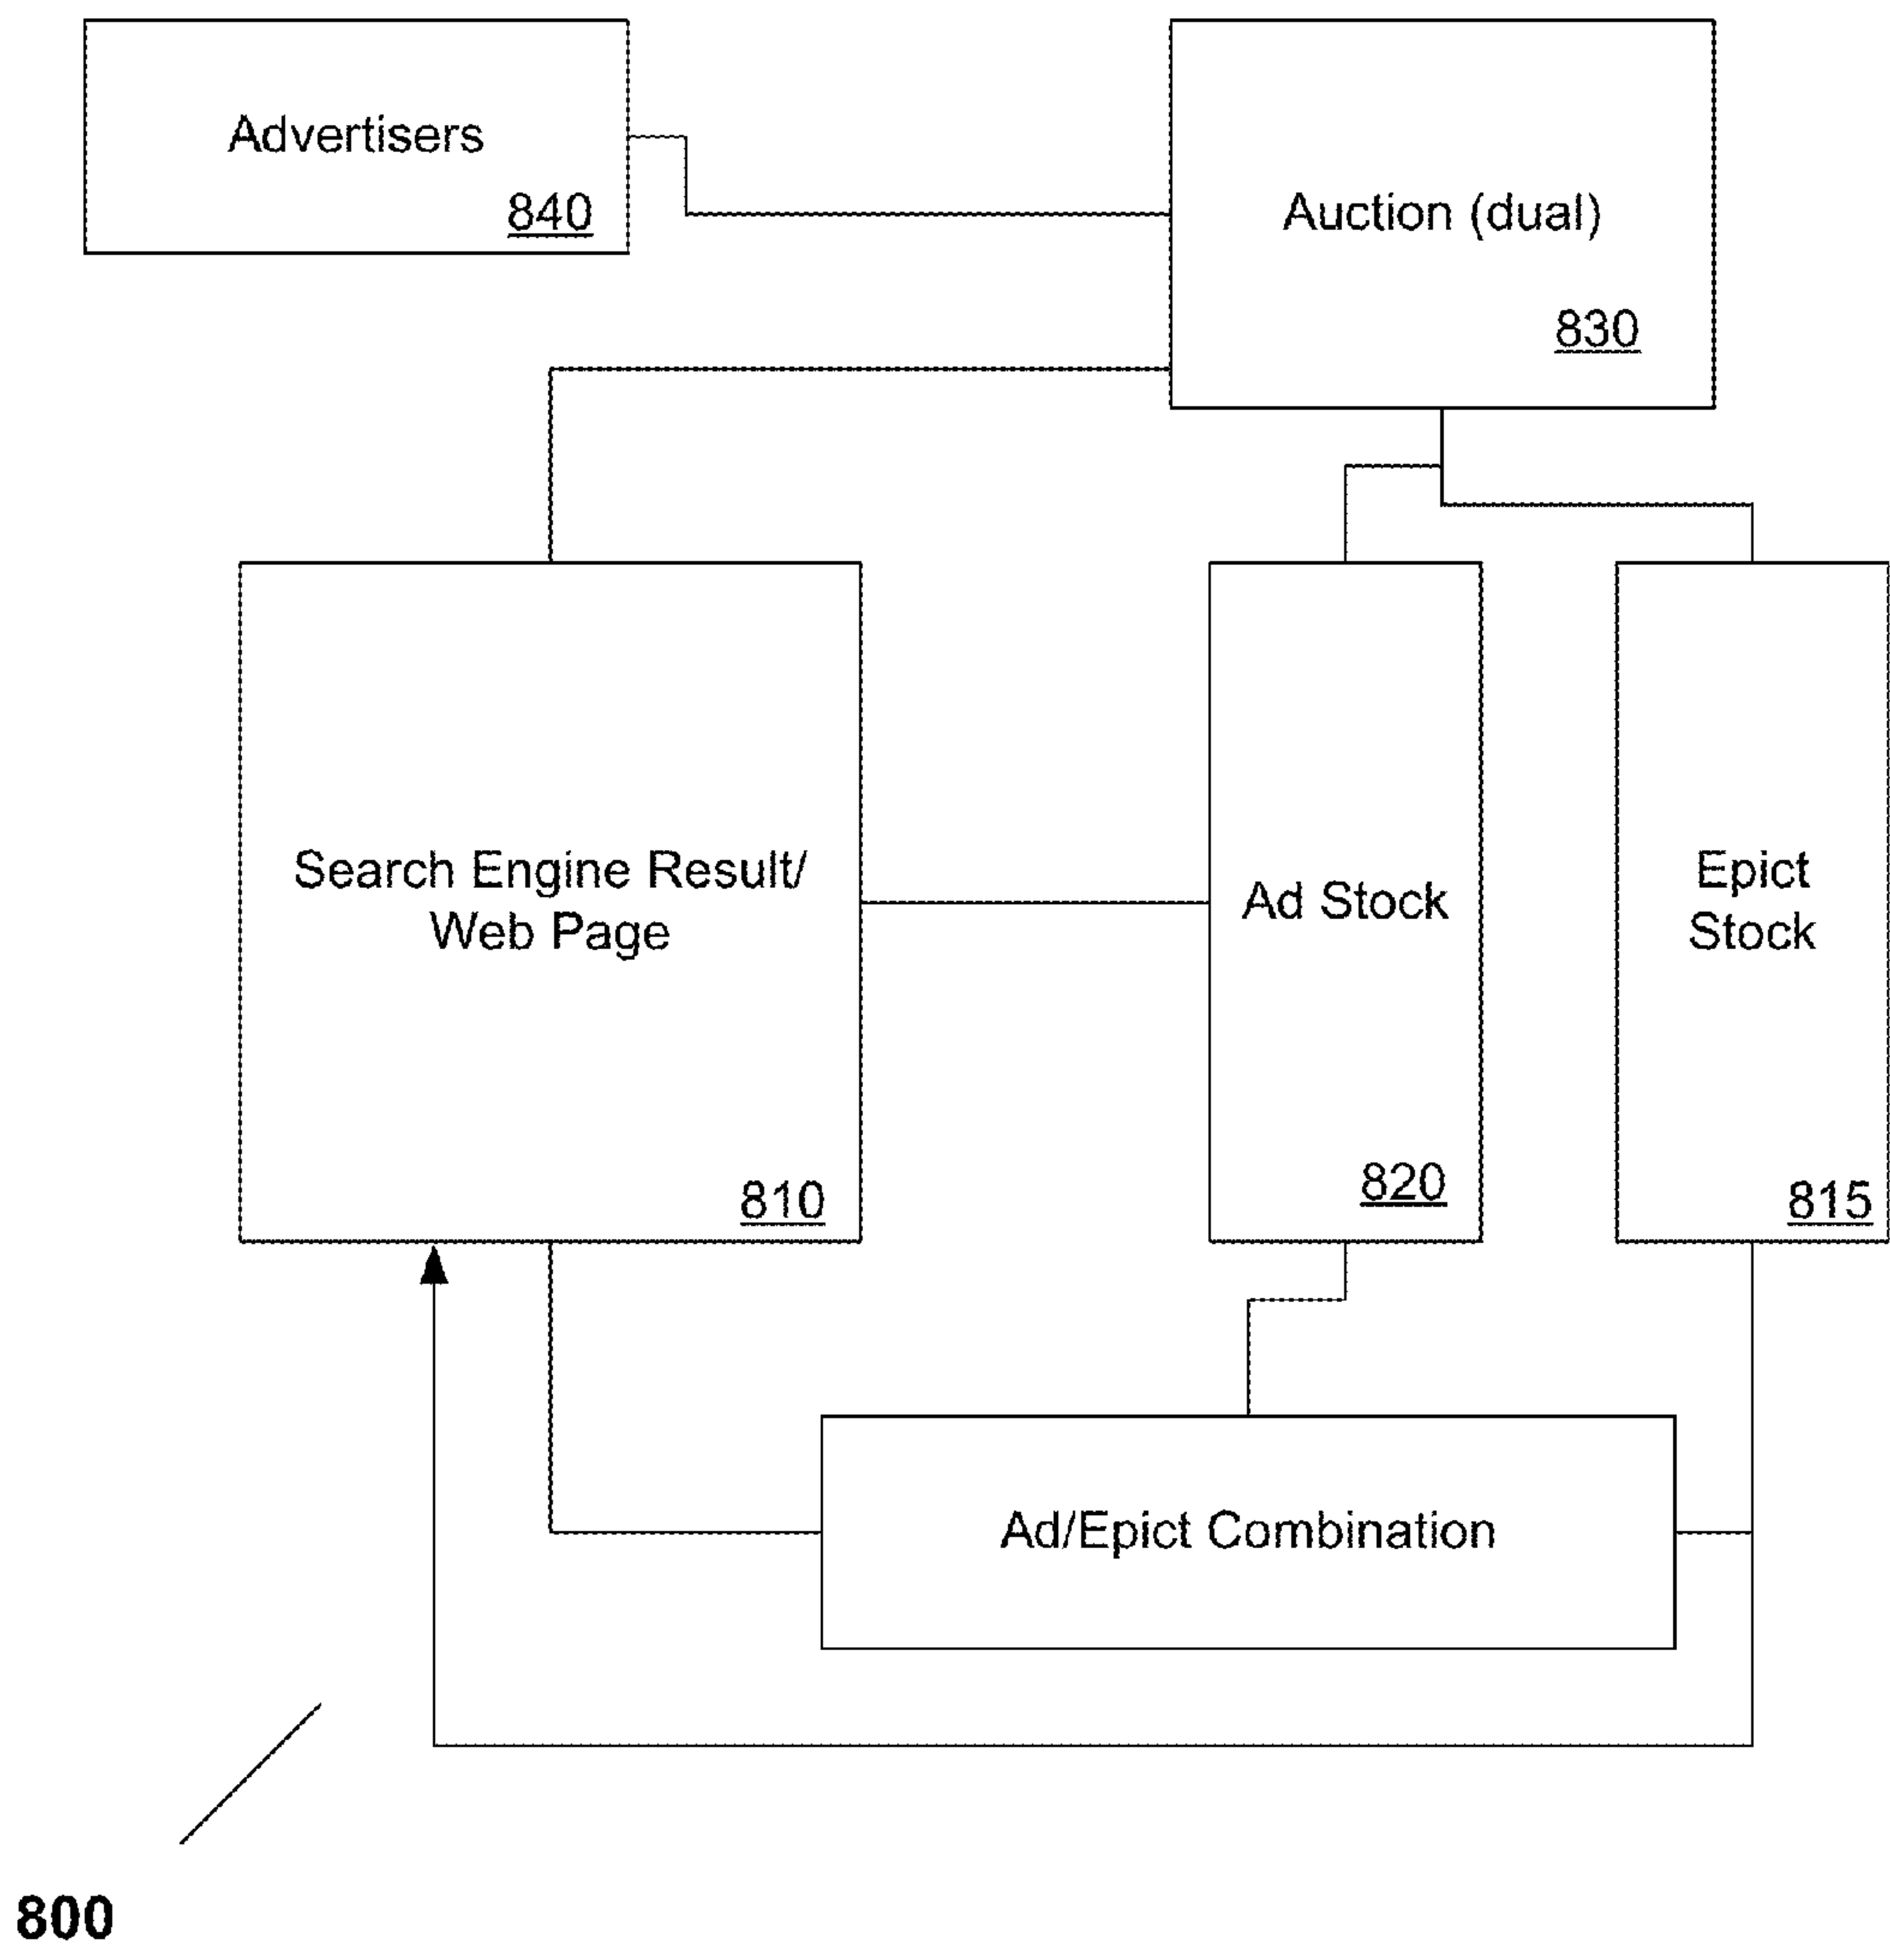 Advertisers
840
Auction (dual)
830
Search Engine Result/
Web Page
810
Ad Stock
820
Epict
Stock
815
Ad/Epict Combination
800